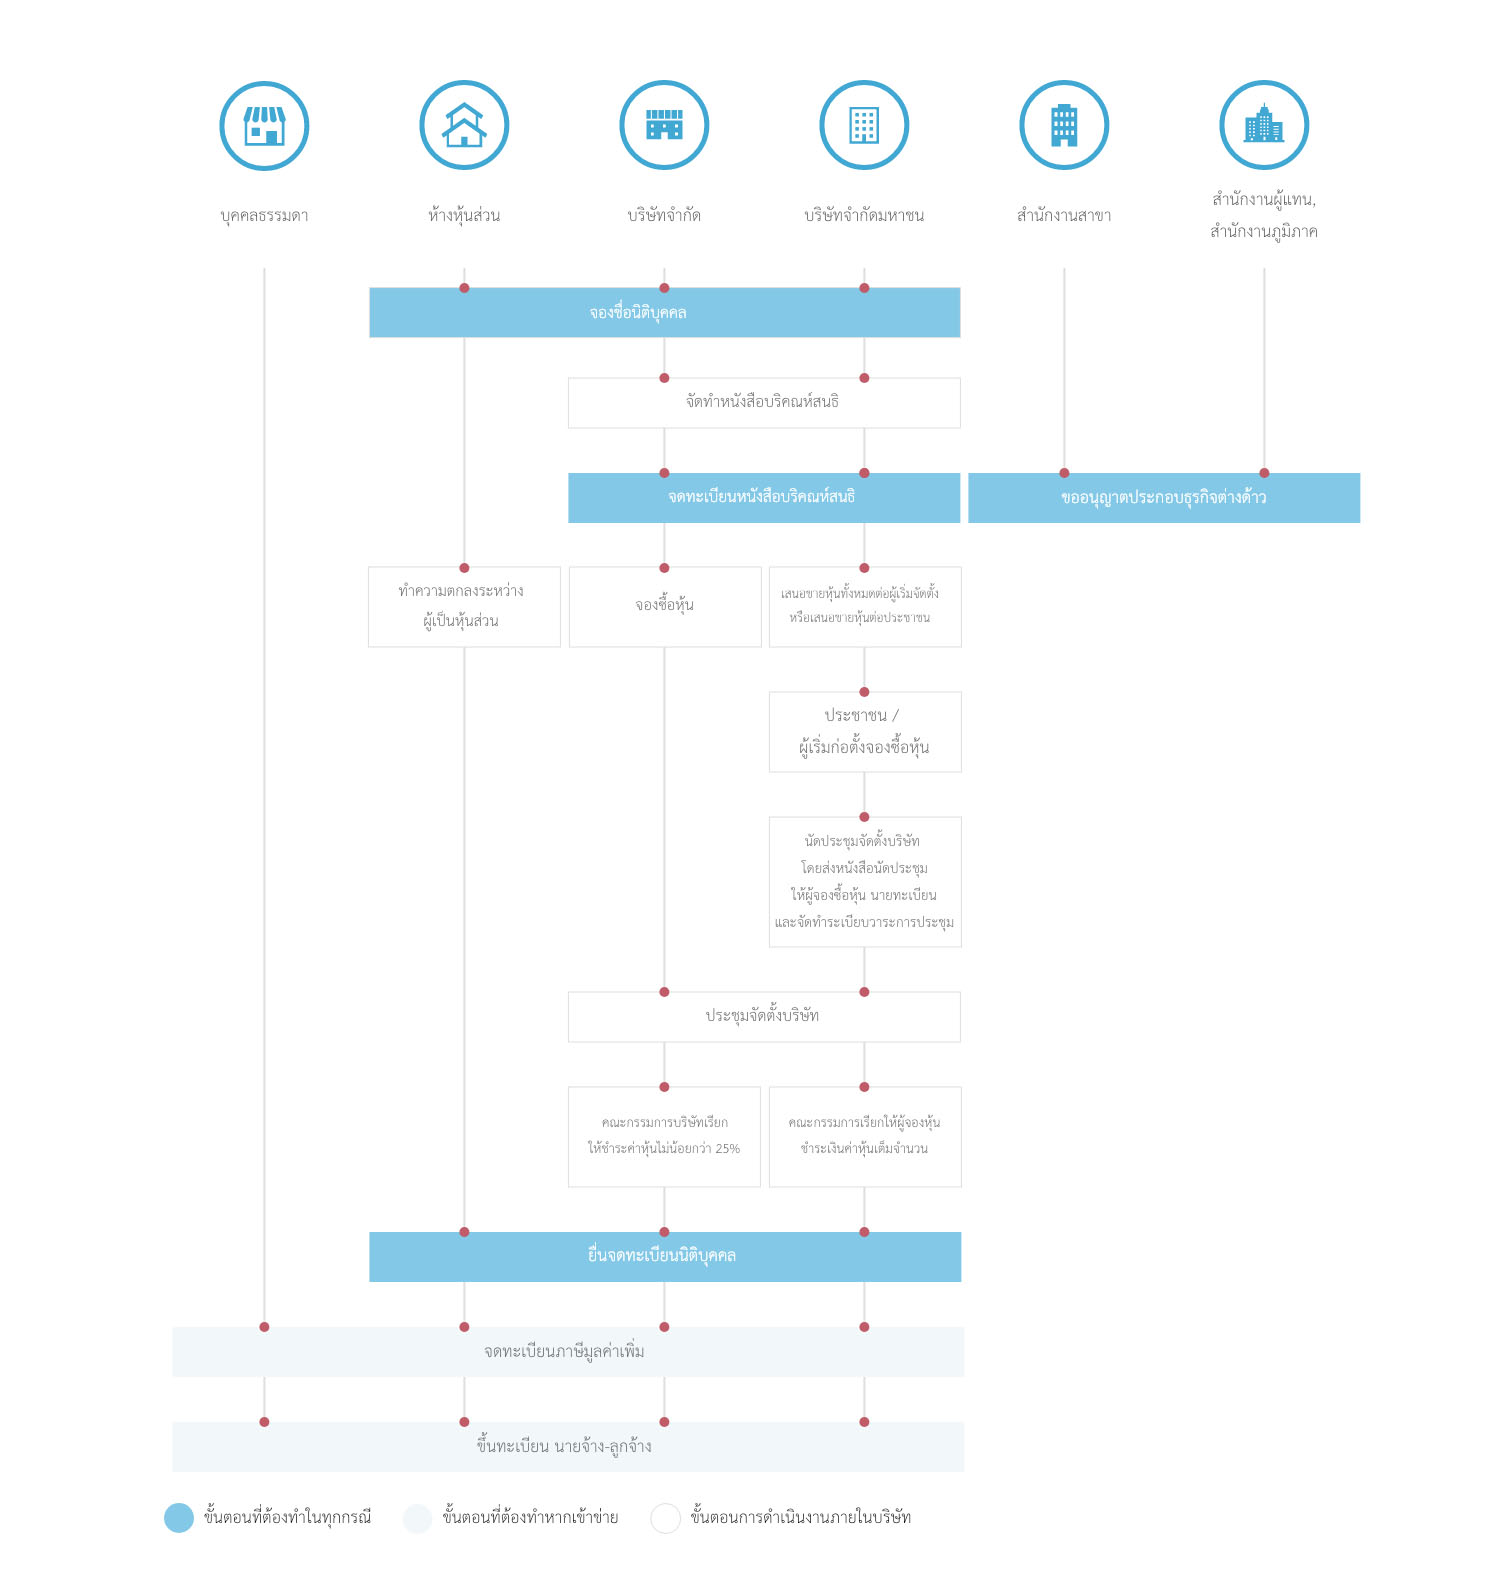 บุคคลธรรมดา
ห้างหุ้นส่วน
บริษัทจำกัด
บริษัทจำกัดมหาชน
สำนักงานสาขา
สำนักงานผู้แทน,
สำนักงานภูมิภาค
จองชื่อนิติบุคคล
จัดทำหนังสือบริคณห์สนธิ
จดทะเบียนหนังสือบริคณห์สนธิ
ขออนุญาตประกอบธุรกิจต่างด้าว
ทำความตกลงระหว่าง
ผู้เป็นหุ้นส่วน
จองซื้อหุ้น
เสนอขายหุ้นทั้งหมดต่อผู้เริ่มจัดตั้ง
หรือเสนอขายหุ้นต่อประชาชน
ประชาชน /
ผู้เริ่มก่อตั้งจองซื้อหุ้น
นัดประชุมจัดตั้งบริษัท
โดยส่งหนังสือนัดประชุม
ให้ผู้จองซื้อหุ้น นายทะเบียน
และจัดทำระเบียบวาระการประชุม
ประชุมจัดตั้งบริษัท
คณะกรรมการบริษัทเรียก
ให้ชำระค่าหุ้นไม่น้อยกว่า 25%
คณะกรรมการเรียกให้ผู้จองหุ้น
ชำระเงินค่าหุ้นเต็มจำนวน
ยื่นจดทะเบียนนิติบุคคล
จดทะเบียนภาษีมูลค่าเพิ่ม
ขึ้นทะเบียน นายจ้าง-ลูกจ้าง
ขั้นตอนที่ต้องทำในทุกกรณี
ขั้นตอนที่ต้องทำหากเข้าข่าย
ขั้นตอนการดำเนินงานภายในบริษัท